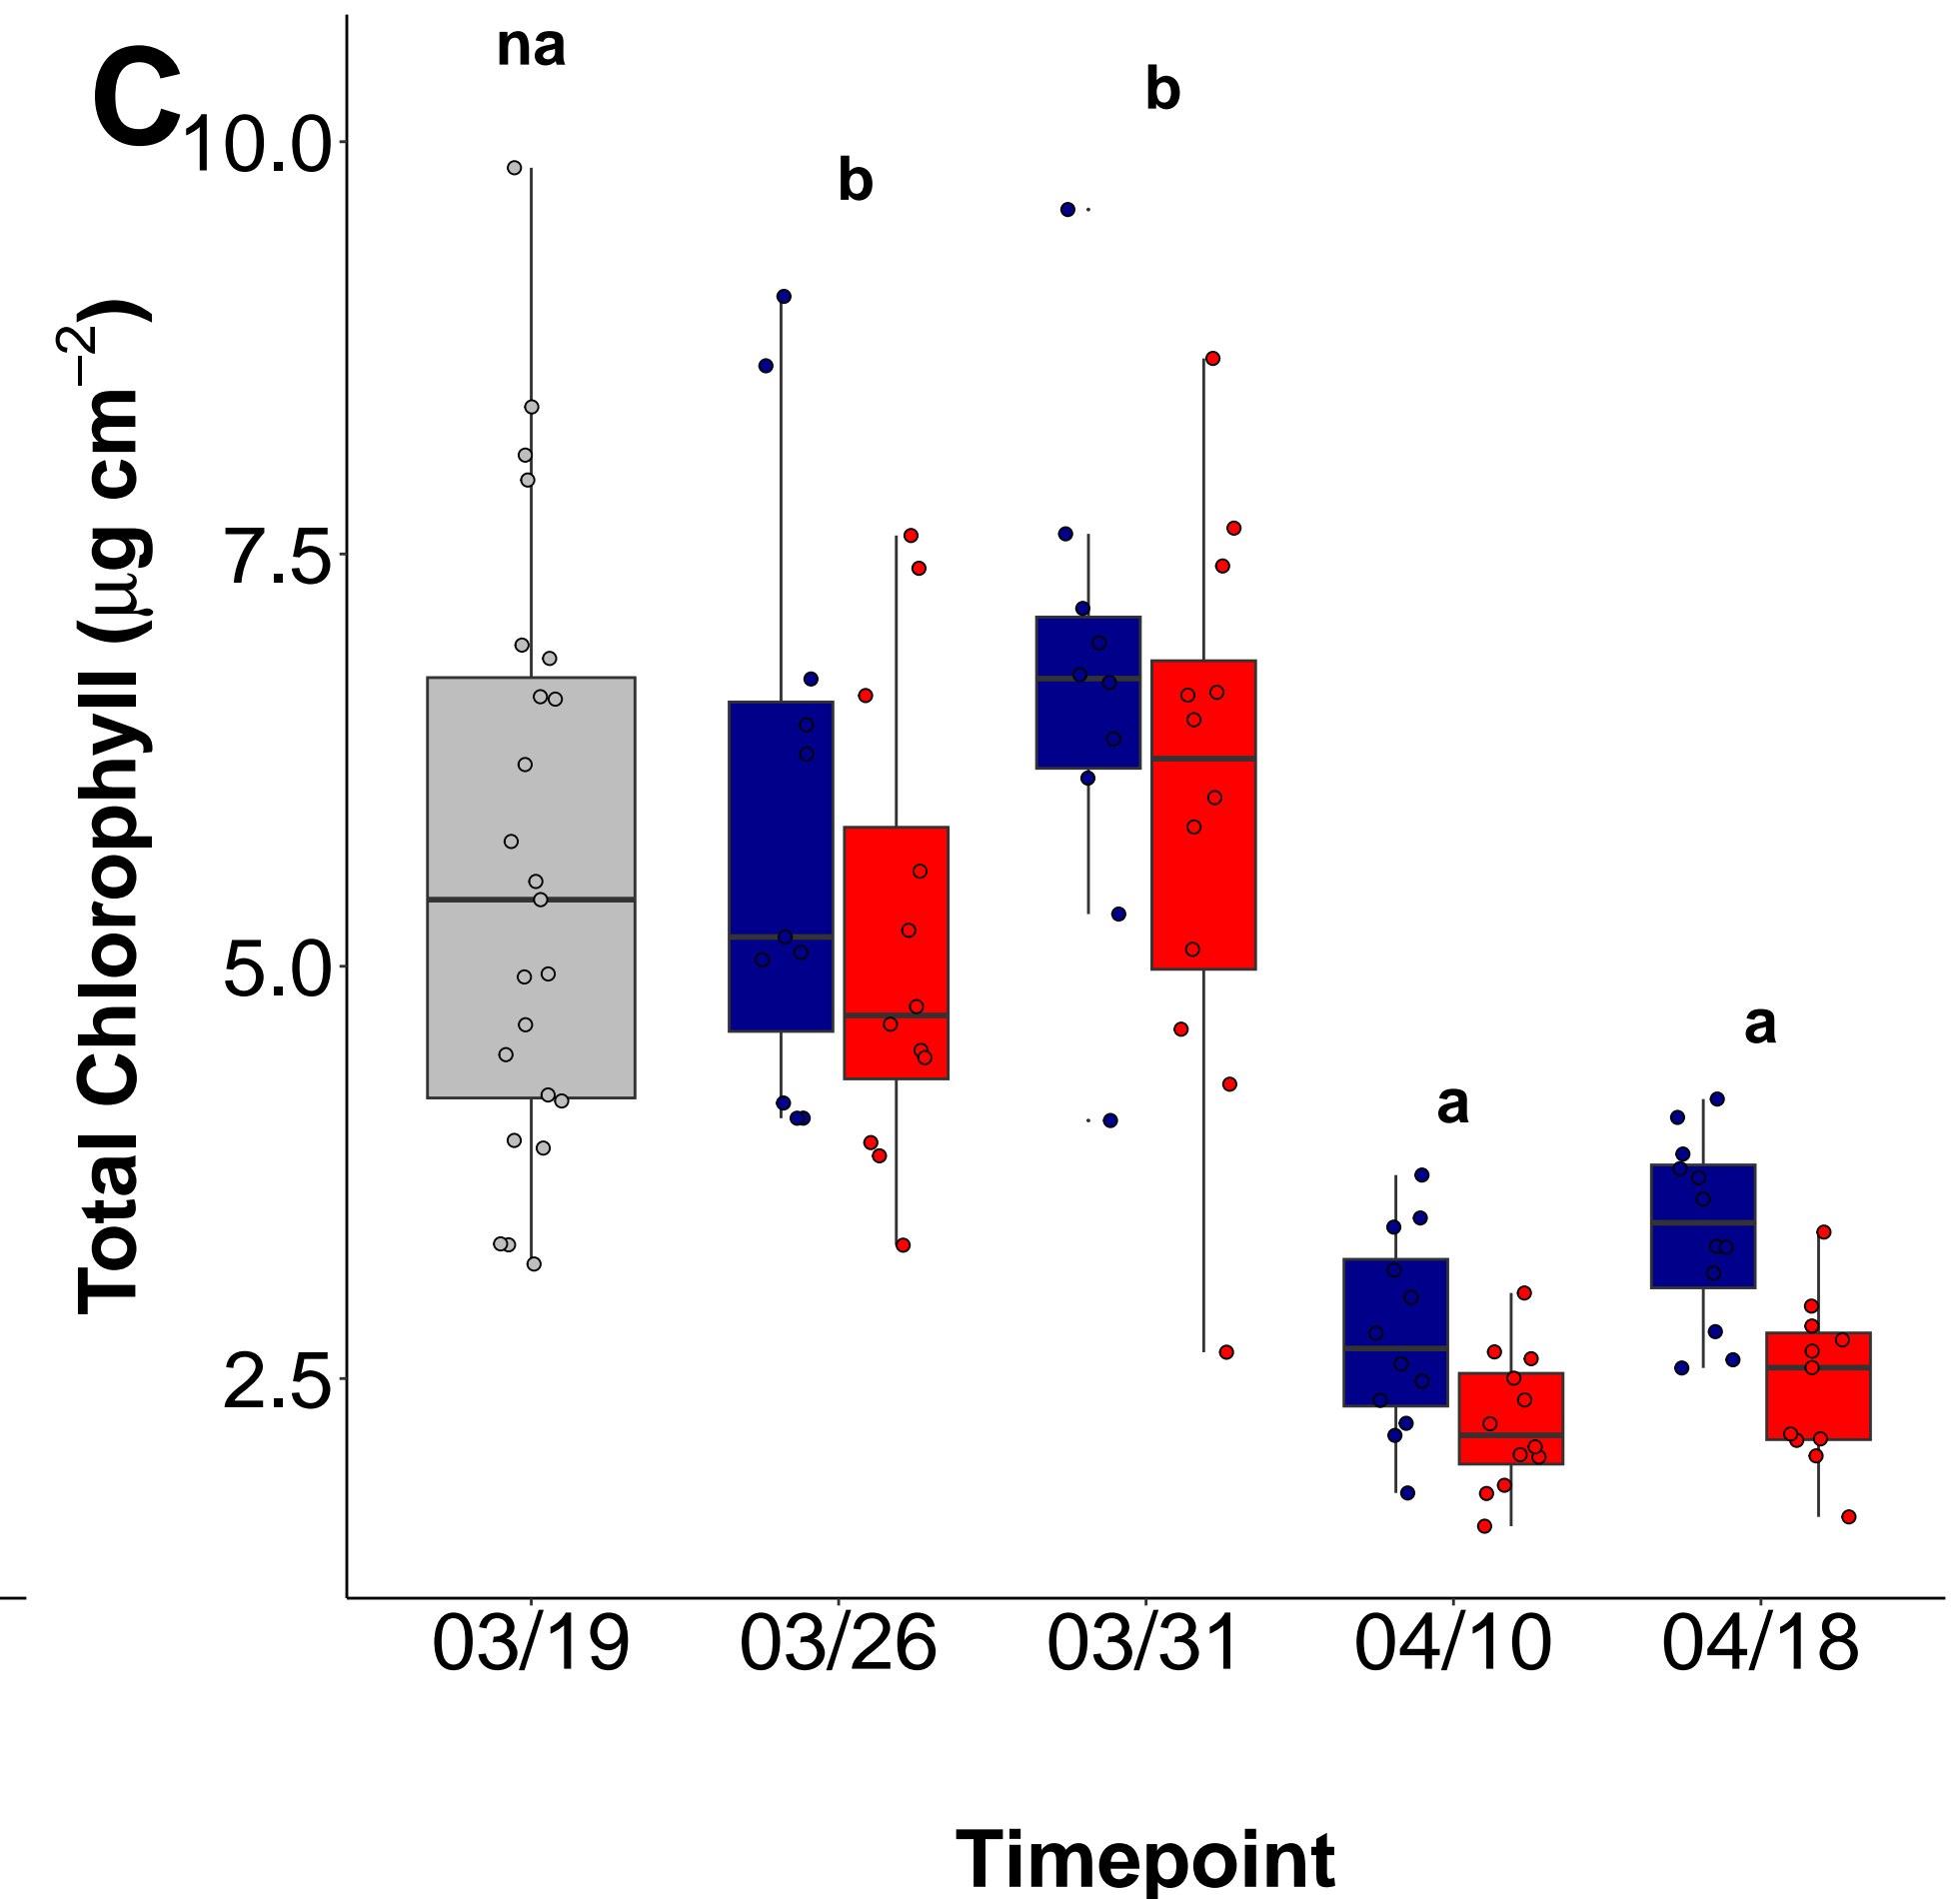 C
na
b
b
a
a
Total Chlorophyll (μg cm⁻²)
10.0
7.5
5.0
2.5
03/19 03/26 03/31 04/10 04/18
Timepoint